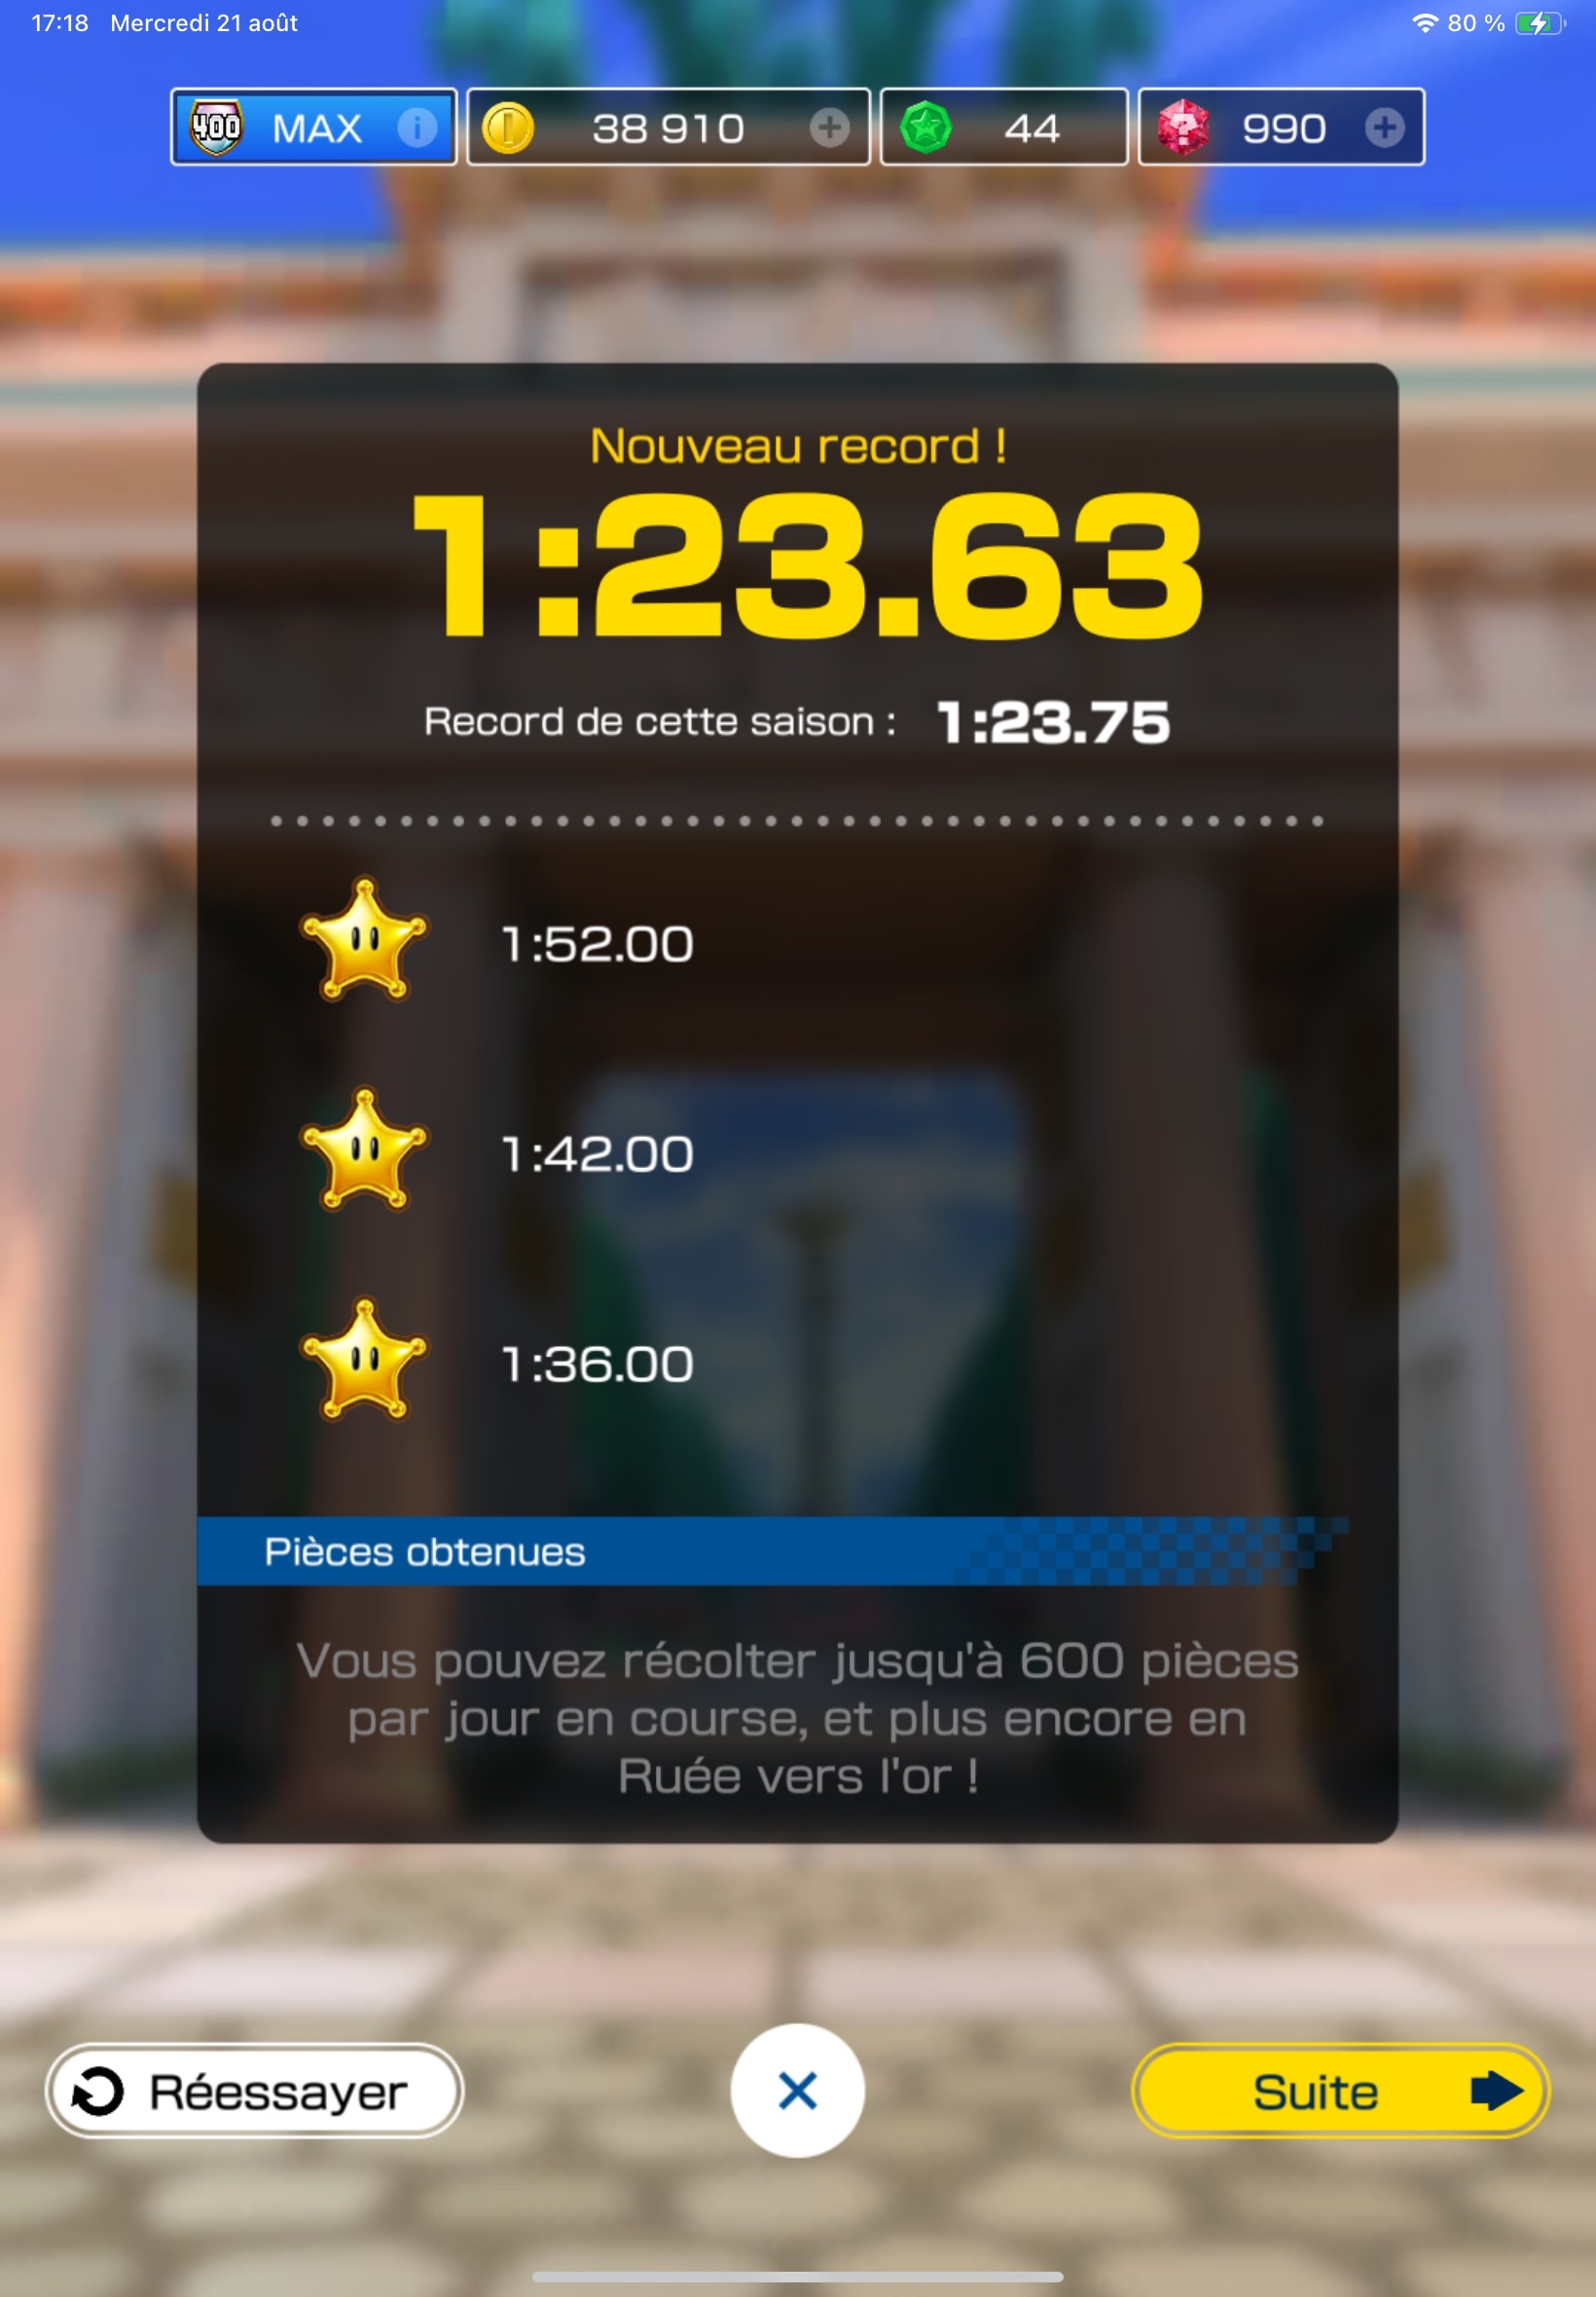 17:18 Mercredi 21 août 80 %
400 MAX i 38 910 + 44 ? 990 +
Nouveau record !
1:23.63
Record de cette saison : 1:23.75
1:52.00
1:42.00
1:36.00
Pièces obtenues
Vous pouvez récolter jusqu'à 600 pièces
par jour en course, et plus encore en
Ruée vers l'or !
Réessayer Suite